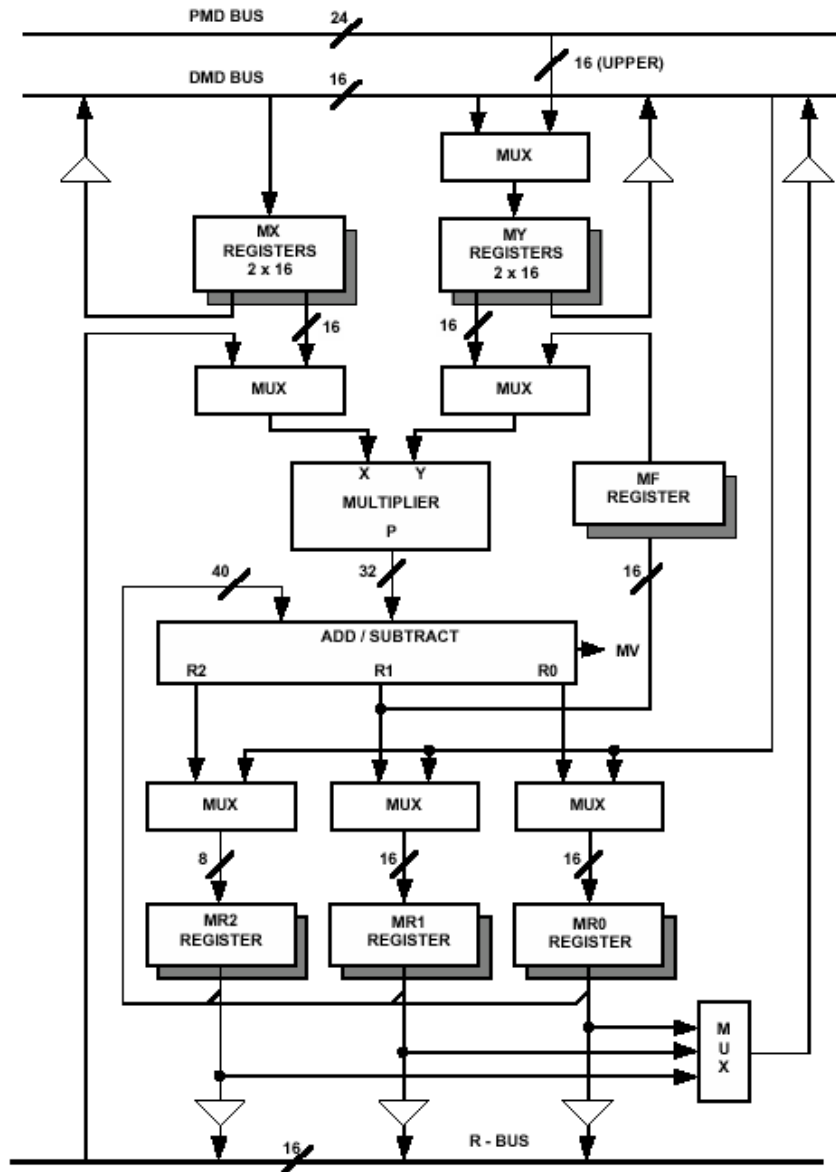 PMD BUS
24
16 (UPPER)
DMD BUS
16
MUX
MX
REGISTERS
2 x 16
MY
REGISTERS
2 x 16
16
16
MUX
MUX
X
Y
MULTIPLIER
P
MF
REGISTER
40
32
16
ADD / SUBTRACT
MV
R2
R1
R0
MUX
MUX
MUX
8
16
16
MR2
REGISTER
MR1
REGISTER
MR0
REGISTER
M
U
X
R - BUS
16